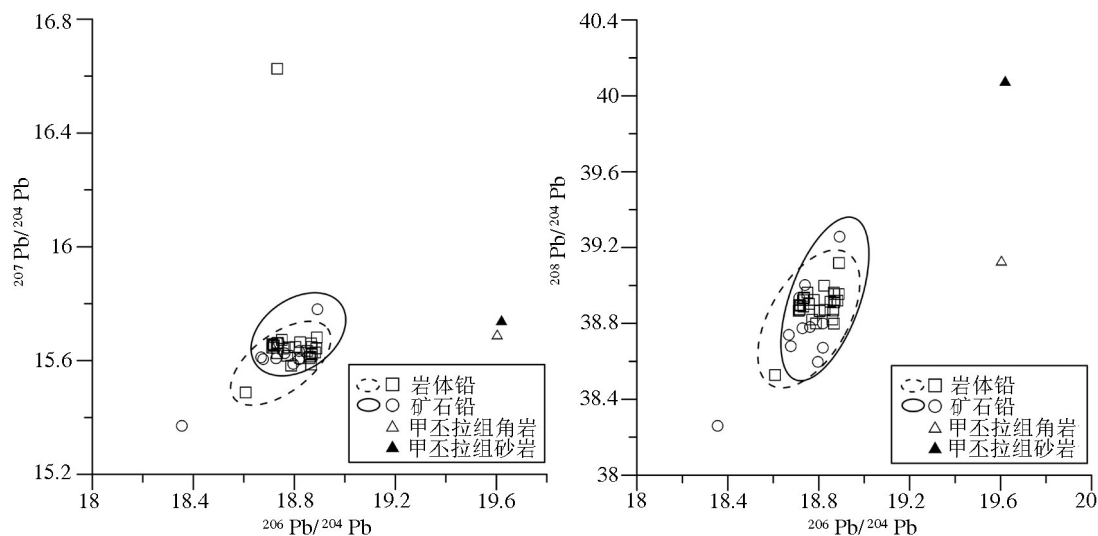 16.8
16.4
16
15.6
15.2
18
18.4
18.8
19.2
19.6
²⁰⁷Pb/²⁰⁴Pb
²⁰⁶Pb/²⁰⁴Pb
岩体铅
矿石铅
甲丕拉组角岩
甲丕拉组砂岩
40.4
40
39.6
39.2
38.8
38.4
38
18
18.4
18.8
19.2
19.6
20
²⁰⁸Pb/²⁰⁴Pb
²⁰⁶Pb/²⁰⁴Pb
岩体铅
矿石铅
甲丕拉组角岩
甲丕拉组砂岩